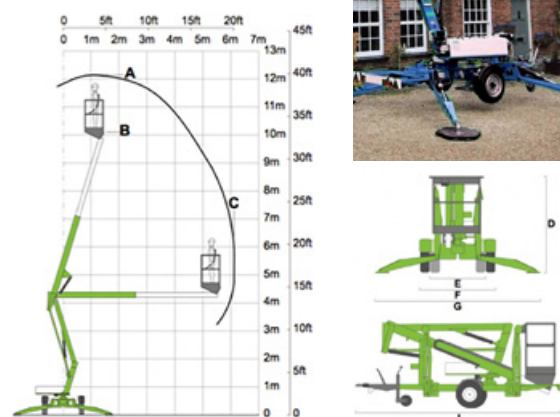 0 5ft 10ft 15ft 20ft
0 1m 2m 3m 4m 5m 6m 7m
45ft
13m
12m
40ft
11m
35ft
10m
30ft
9m
8m
25ft
7m
20ft
6m
5m
15ft
4m
3m
10ft
2m
5ft
1m
0 0
A
B
C
D
E
F
G